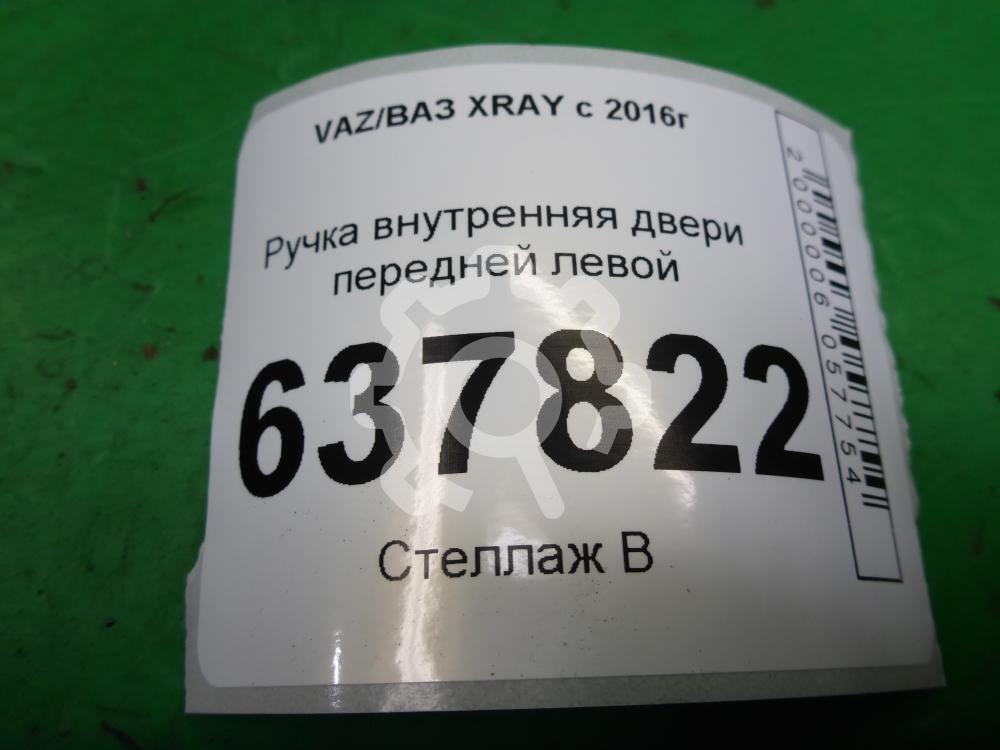 VAZ/ВАЗ XRAY с 2016г
Ручка внутренняя двери
передней левой
637822
Стеллаж В
2000006057754